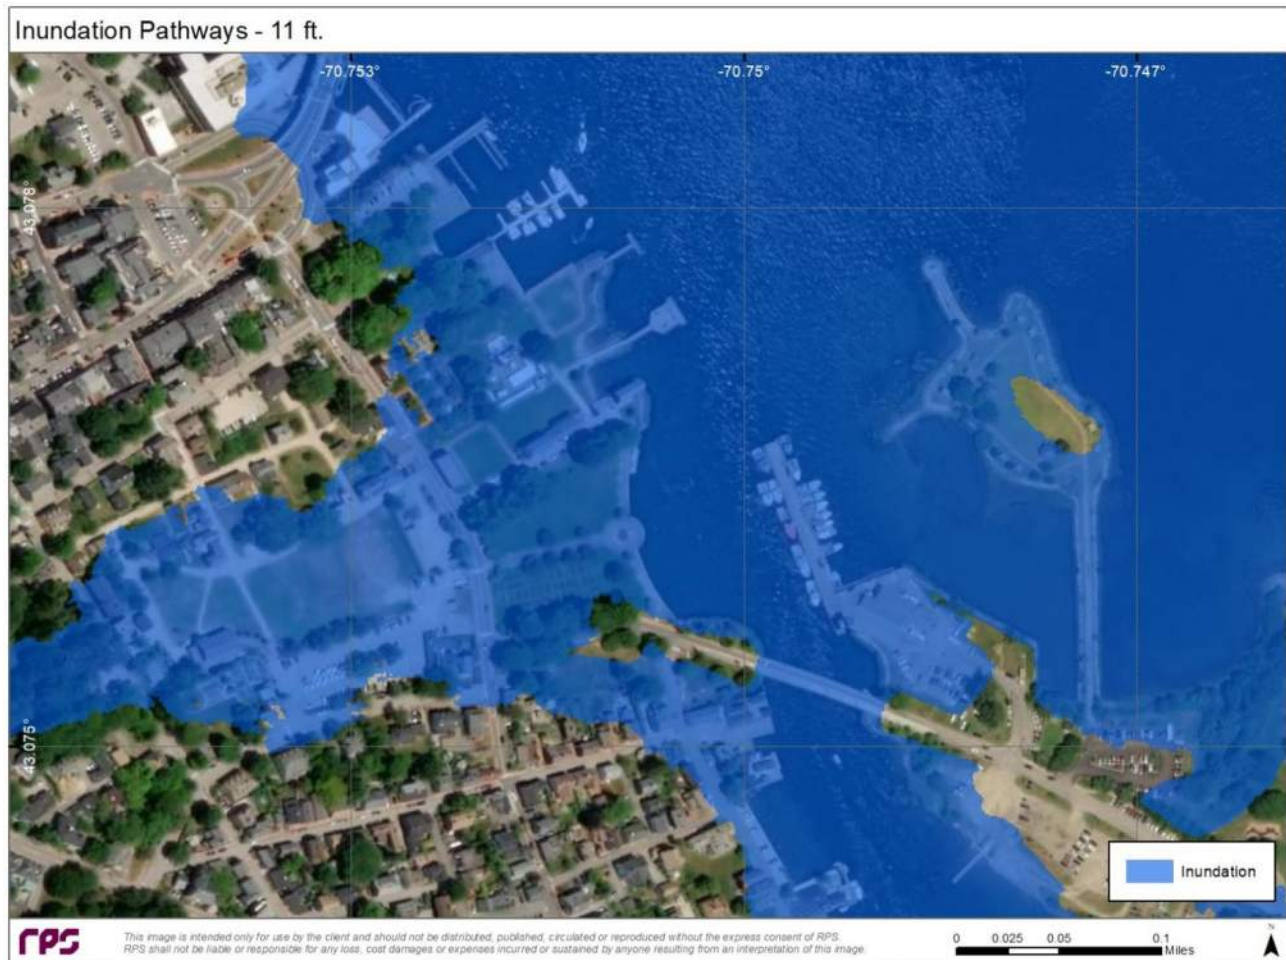 Inundation Pathways - 11 ft.
-70.753° -70.75° -70.747°
43.078°
43.075°
Inundation
rps
This image is intended only for use by the client and should not be distributed, published, circulated or reproduced without the express consent of RPS.
RPS shall not be liable or responsible for any loss, cost damages or expenses incurred or sustained by anyone resulting from an interpretation of this image.
0 0.025 0.05 0.1
Miles
N